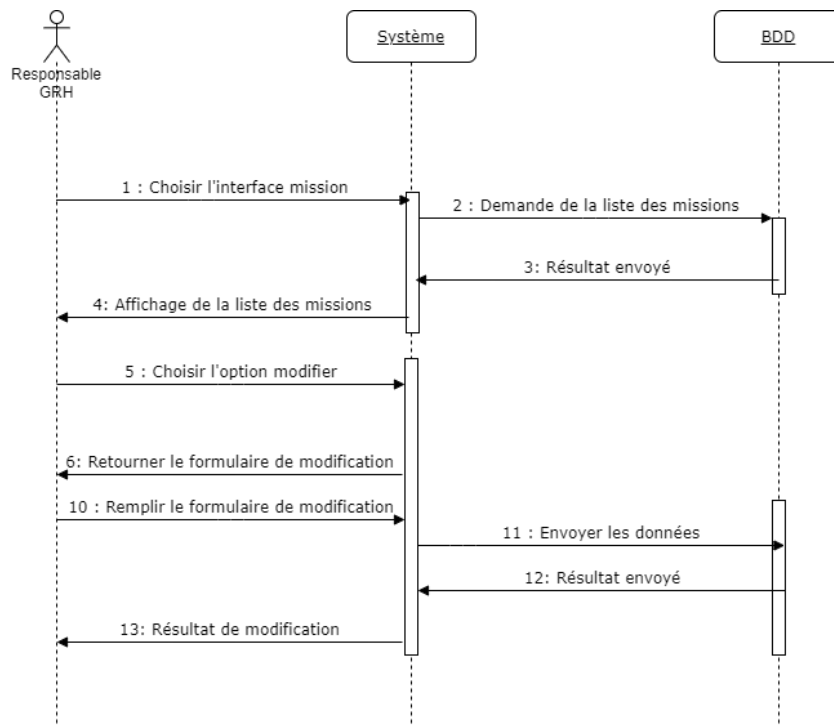 Système
BDD
Responsable
GRH
1 : Choisir l'interface mission
2 : Demande de la liste des missions
3: Résultat envoyé
4: Affichage de la liste des missions
5 : Choisir l'option modifier
6: Retourner le formulaire de modification
10 : Remplir le formulaire de modification
11 : Envoyer les données
12: Résultat envoyé
13: Résultat de modification